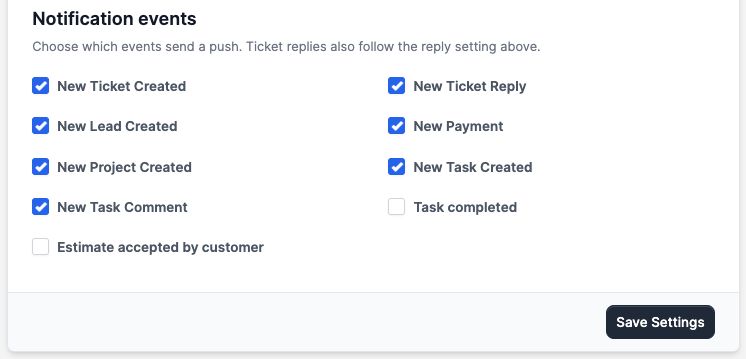 Notification events
Choose which events send a push. Ticket replies also follow the reply setting above.
New Ticket Created
New Ticket Reply
New Lead Created
New Payment
New Project Created
New Task Created
New Task Comment
Task completed
Estimate accepted by customer
Save Settings